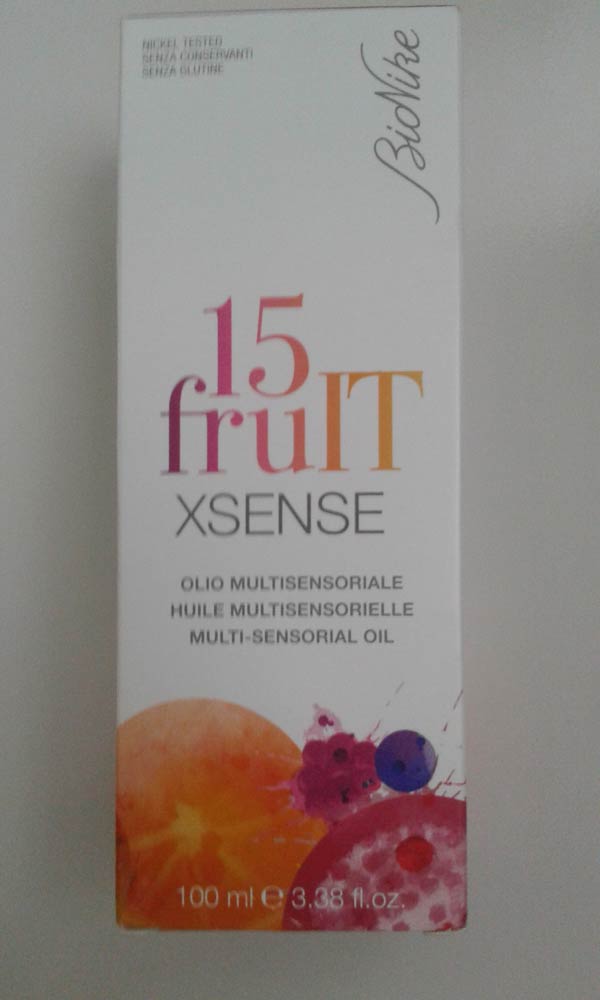 NICKEL TESTED
SENZA CONSERVANTI
SENZA GLUTINE
BioNike
15
fruIT
XSENSE
OLIO MULTISENSORIALE
HUILE MULTISENSORIELLE
MULTI-SENSORIAL OIL
100 ml ℮ 3.38 fl.oz.